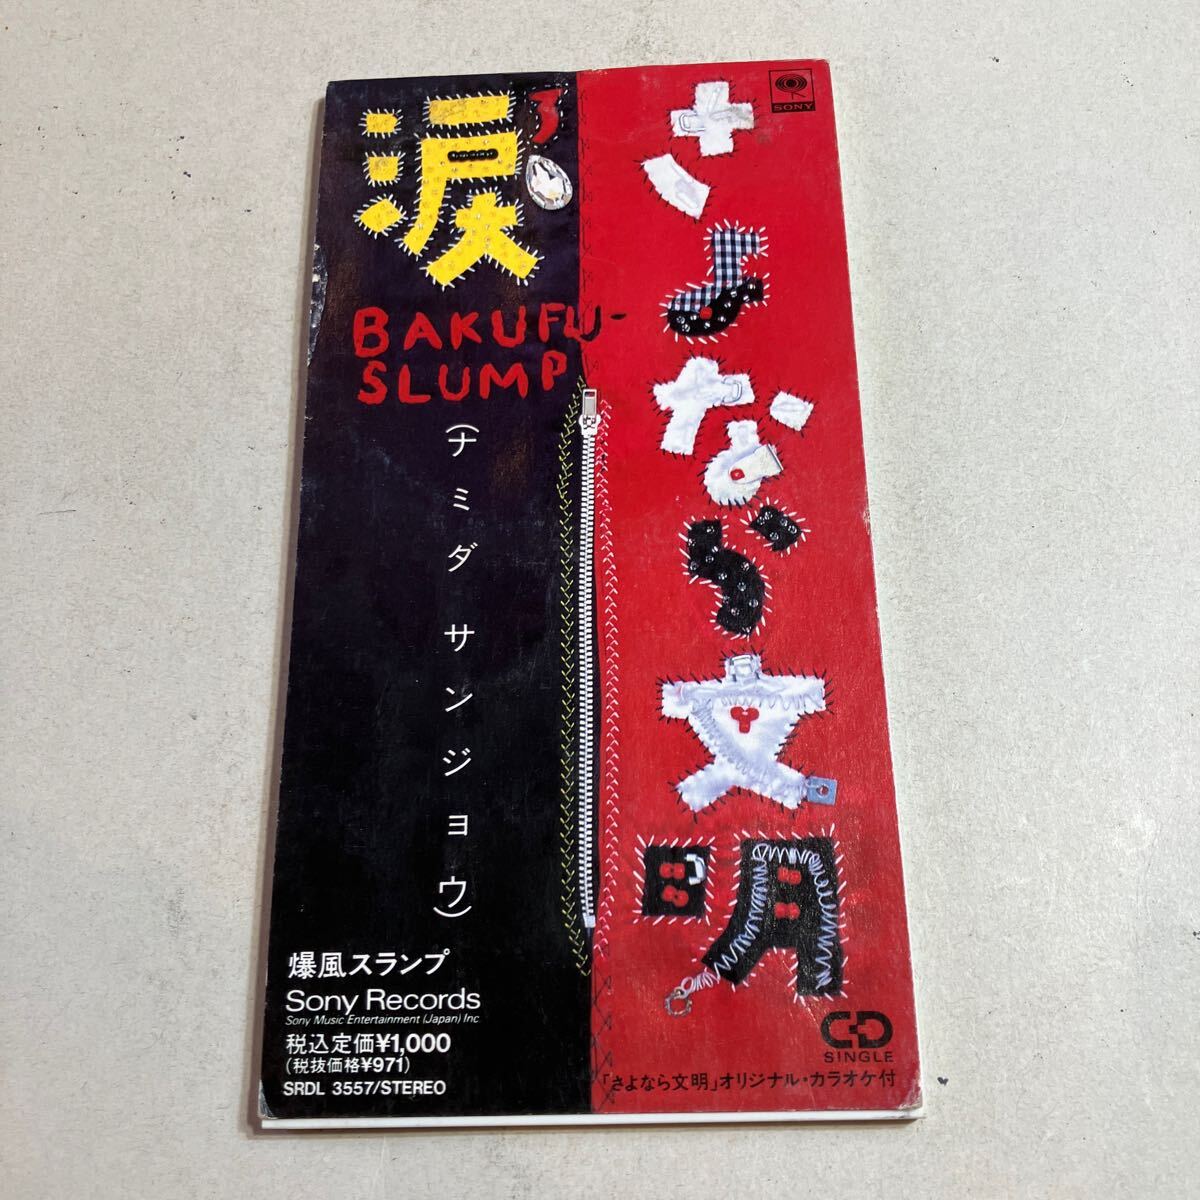 涙³
BAKUFU-
SLUMP
(ナミダサンジョウ)
爆風スランプ
Sony Records
Sony Music Entertainment (Japan) Inc.
税込定価¥1,000
(税抜価格¥971)
SRDL 3557/STEREO
SONY
さよなら文明
CD
SINGLE
「さよなら文明」オリジナル・カラオケ付